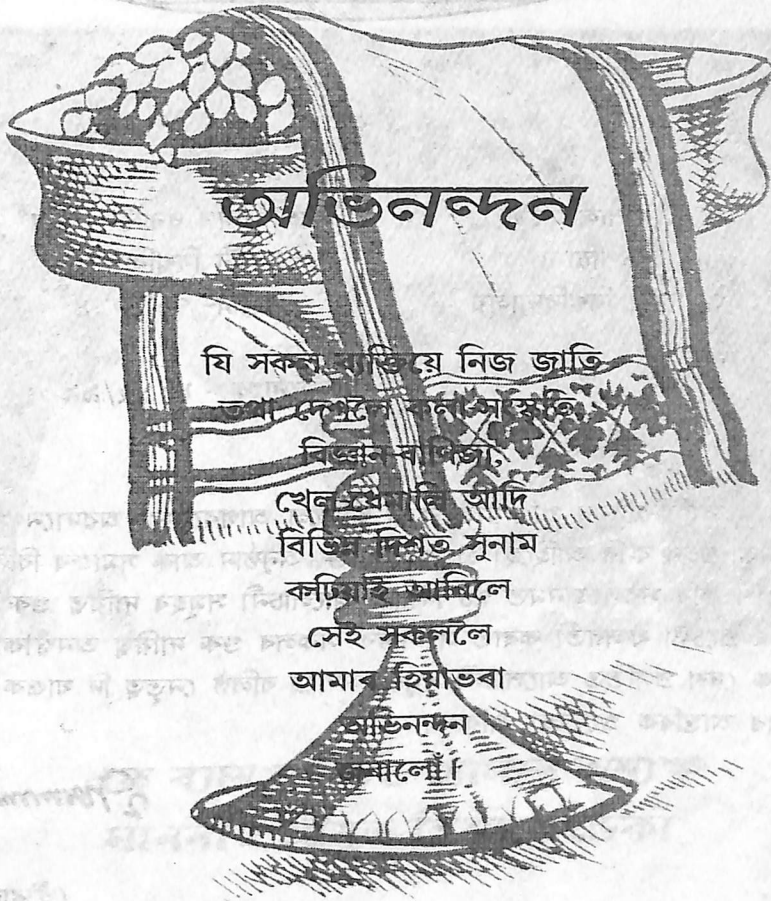 অভিনন্দন
যি সকল ব্যক্তিয়ে নিজ জাতি
তথা দেশলৈ কলা-সংস্কৃতি,
বিজ্ঞান-বাণিজ্য,
খেল-ধেমালি আদি
বিভিন্ন দিশত সুনাম
কঢ়িয়াই আনিলে
সেই সকললৈ
আমাৰ হিয়াভৰা
অভিনন্দন
জনালোঁ।